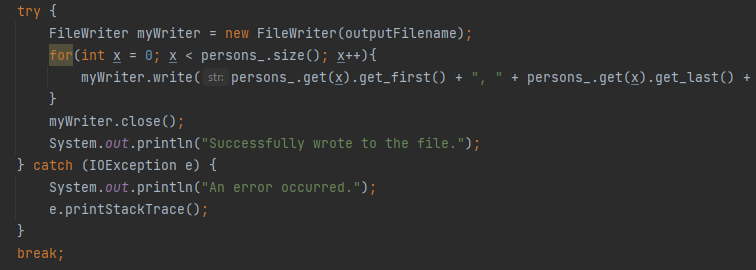 try {
FileWriter myWriter = new FileWriter(outputFilename);
for(int x = 0; x < persons_.size(); x++){
myWriter.write( str: persons_.get(x).get_first() + ", " + persons_.get(x).get_last() +
}
myWriter.close();
System.out.println("Successfully wrote to the file.");
} catch (IOException e) {
System.out.println("An error occurred.");
e.printStackTrace();
}
break;